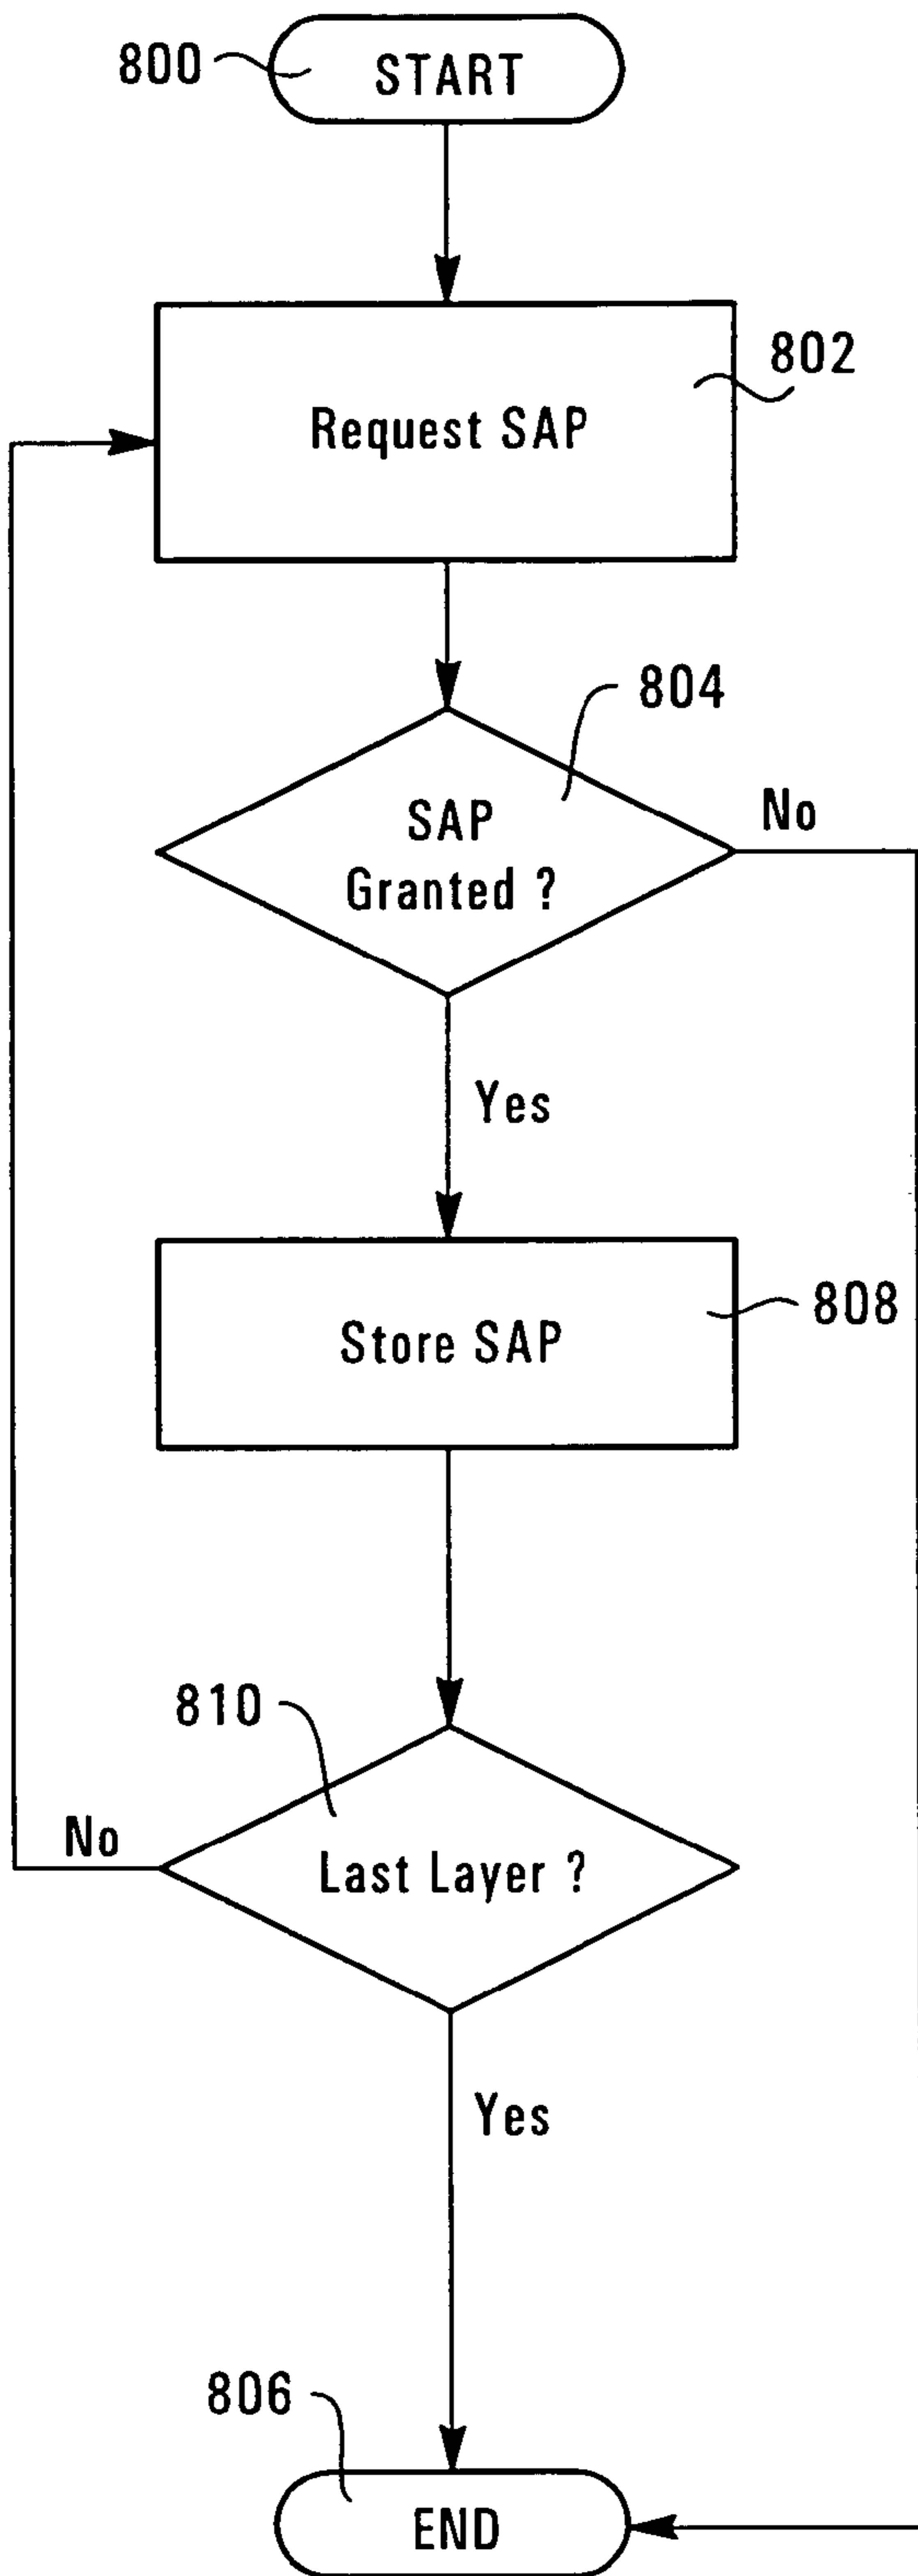 800
START
802
Request SAP
804
SAP
Granted ?
No
Yes
808
Store SAP
810
No
Last Layer ?
Yes
806
END